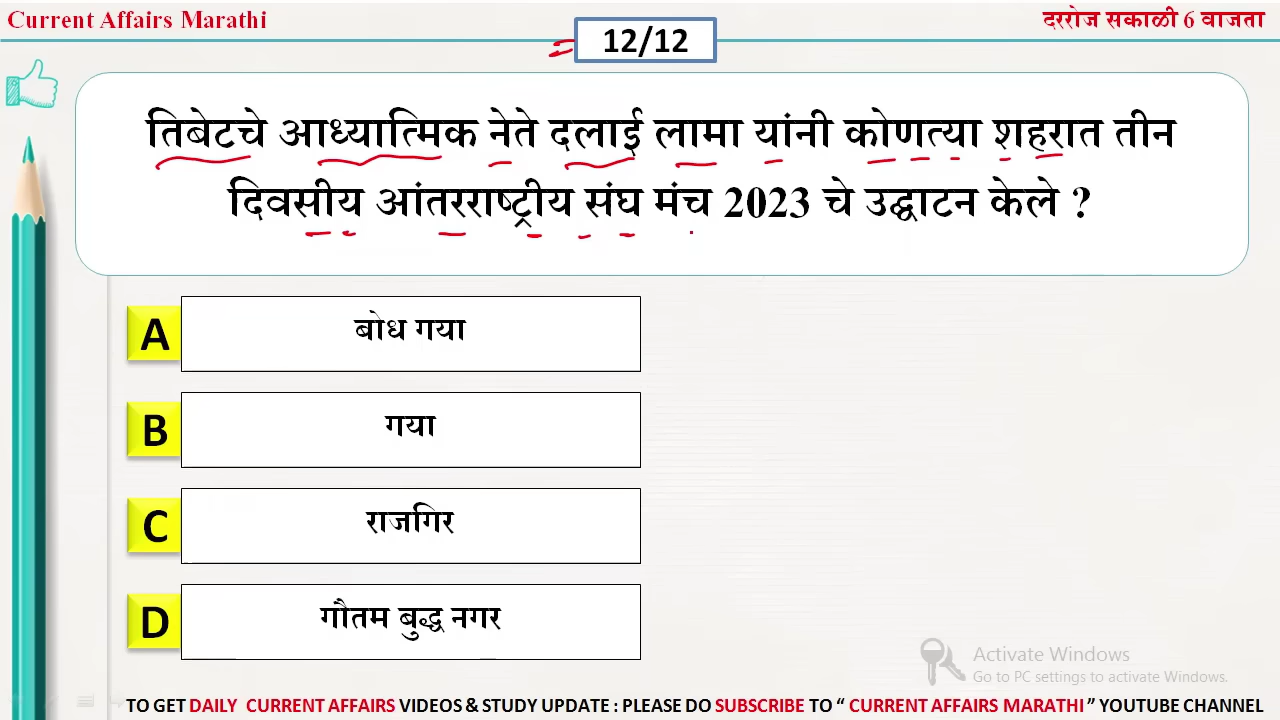 Current Affairs Marathi
दररोज सकाळी 6 वाजता
12/12
तिबेटचे आध्यात्मिक नेते दलाई लामा यांनी कोणत्या शहरात तीन
दिवसीय आंतरराष्ट्रीय संघ मंच 2023 चे उद्घाटन केले ?
A
बोध गया
B
गया
C
राजगिर
D
गौतम बुद्ध नगर
Activate Windows
Go to PC settings to activate Windows.
TO GET DAILY CURRENT AFFAIRS VIDEOS & STUDY UPDATE : PLEASE DO SUBSCRIBE TO “ CURRENT AFFAIRS MARATHI ” YOUTUBE CHANNEL